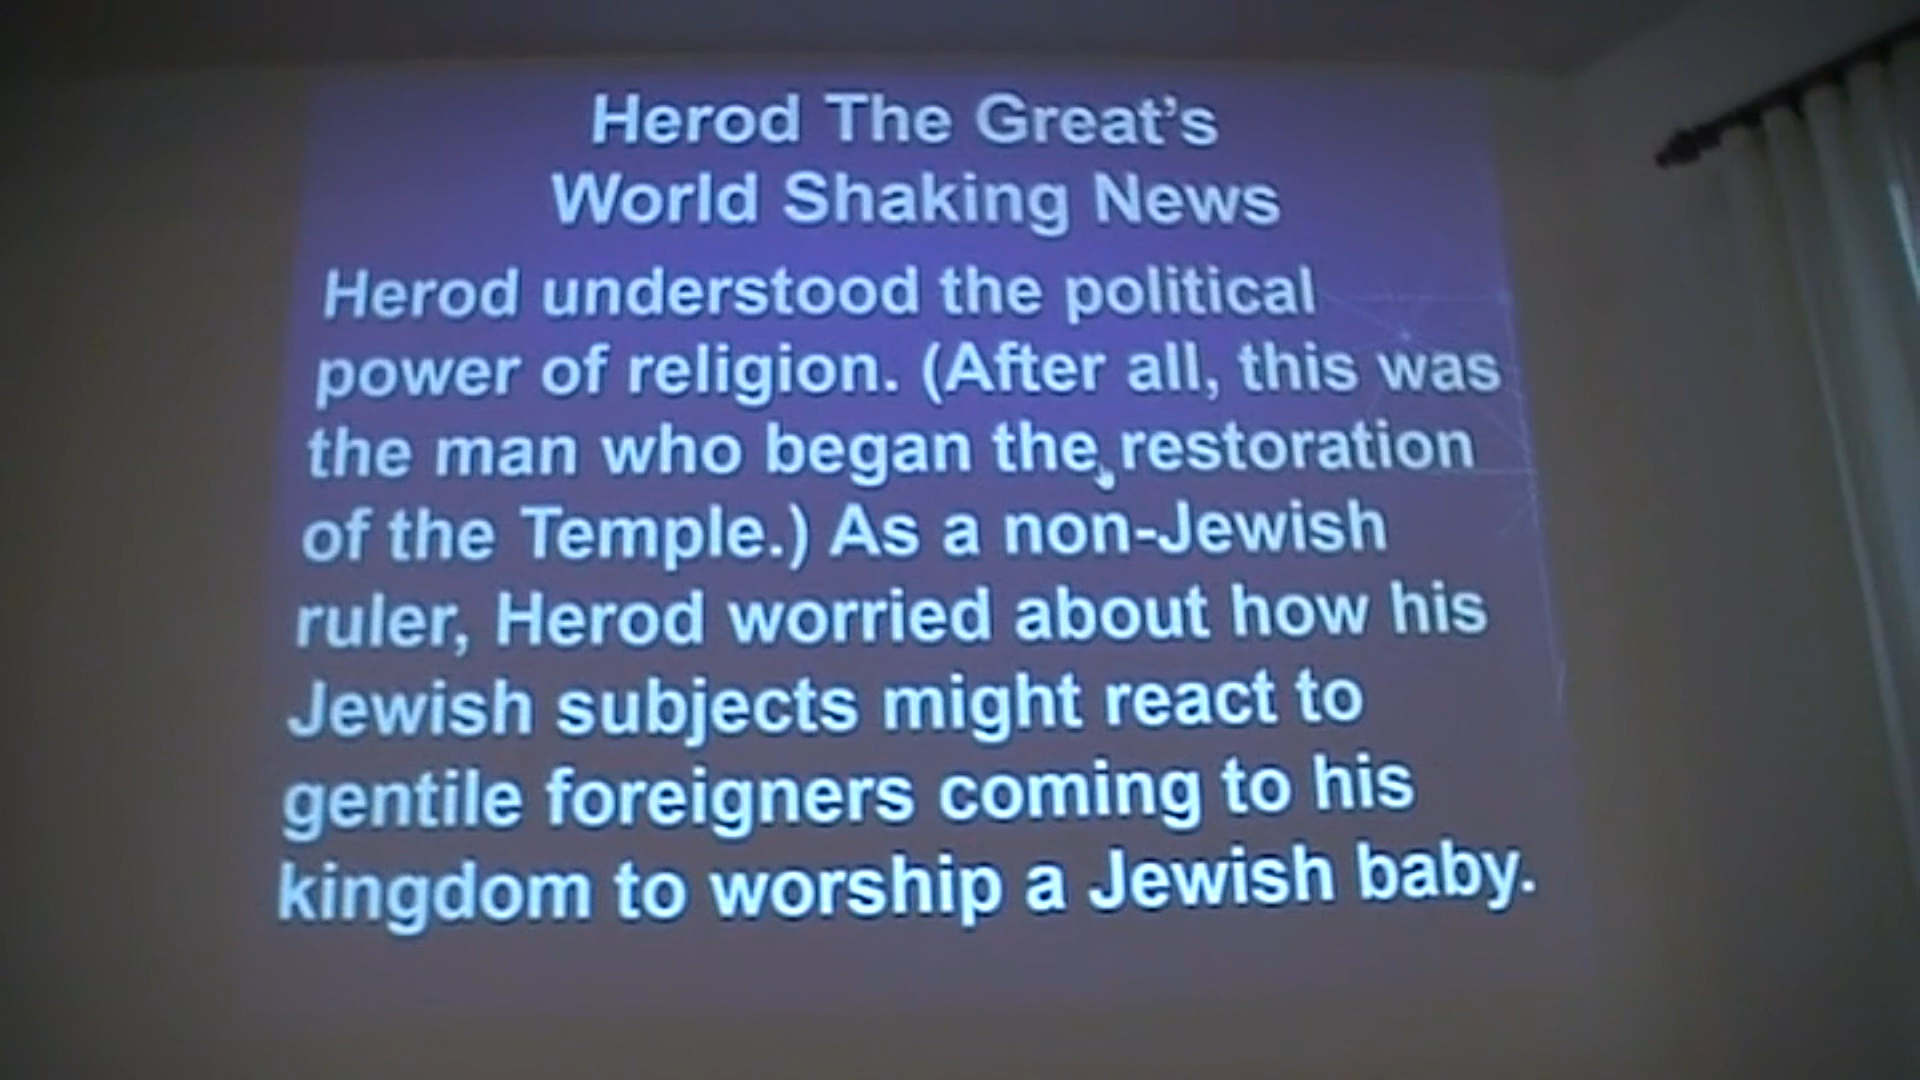 Herod The Great's
World Shaking News
Herod understood the political
power of religion. (After all, this was
the man who began the restoration
of the Temple.) As a non-Jewish
ruler, Herod worried about how his
Jewish subjects might react to
gentile foreigners coming to his
kingdom to worship a Jewish baby.